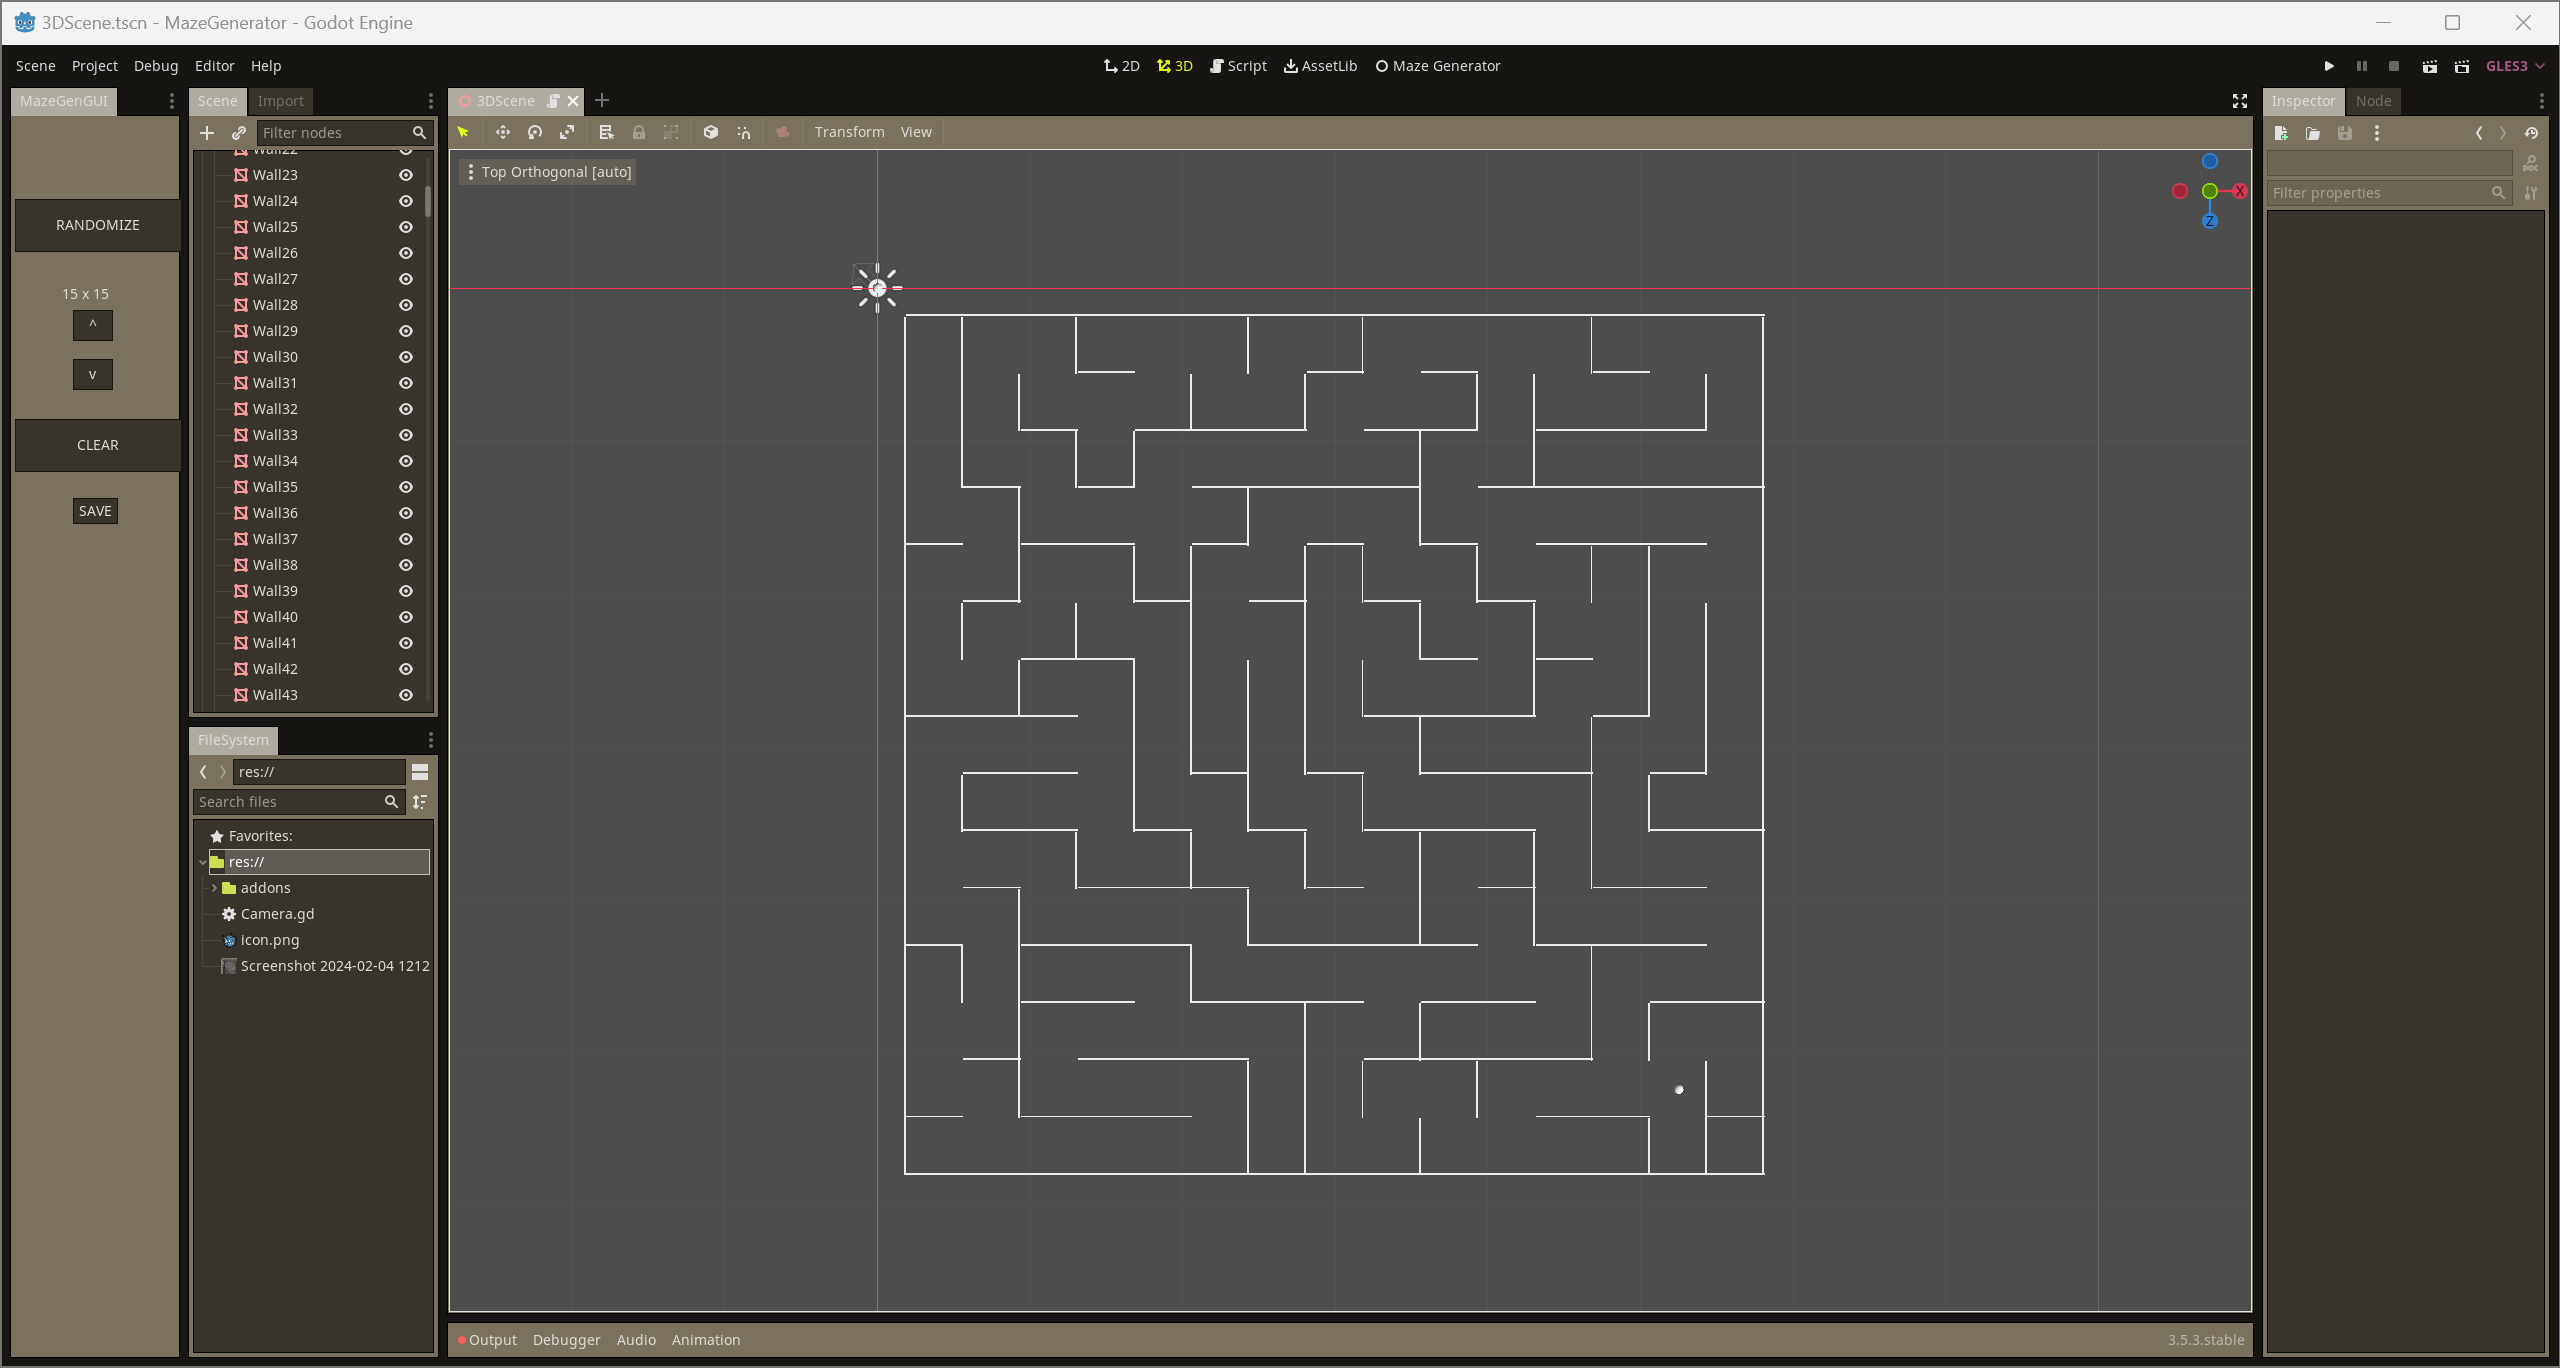 3DScene.tscn - MazeGenerator - Godot Engine
Scene Project Debug Editor Help
2D 3D Script AssetLib Maze Generator
GLES3
MazeGenGUI
RANDOMIZE
15 x 15
^
v
CLEAR
SAVE
Scene Import
Filter nodes
Wall22
Wall23
Wall24
Wall25
Wall26
Wall27
Wall28
Wall29
Wall30
Wall31
Wall32
Wall33
Wall34
Wall35
Wall36
Wall37
Wall38
Wall39
Wall40
Wall41
Wall42
Wall43
FileSystem
res://
Search files
Favorites:
res://
addons
Camera.gd
icon.png
Screenshot 2024-02-04 1212
3DScene
Transform View
Top Orthogonal [auto]
X
Z
Output Debugger Audio Animation
3.5.3.stable
Inspector Node
DOC
Filter properties